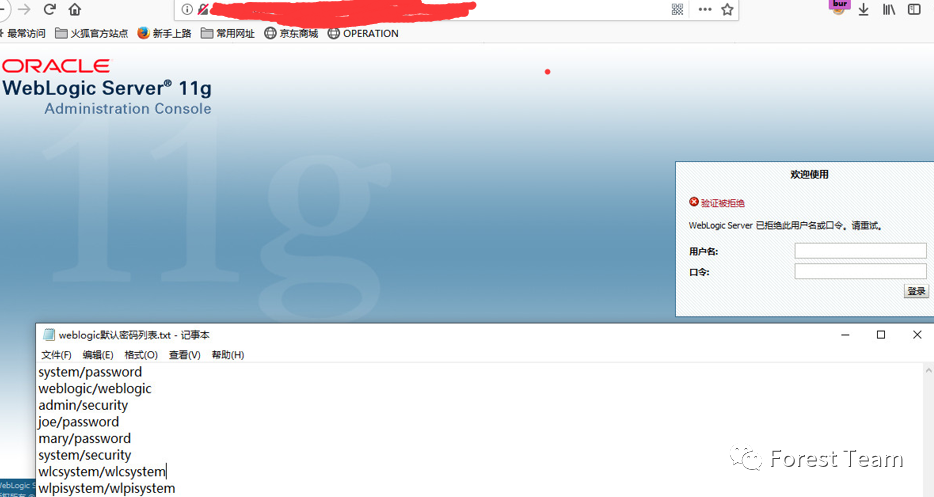 bur
最常访问 火狐官方站点 新手上路 常用网址 京东商城 OPERATION
ORACLE
WebLogic Server® 11g
Administration Console
11g
欢迎使用
验证被拒绝
WebLogic Server 已拒绝此用户名或口令。请重试。
用户名:
口令:
登录
weblogic默认密码列表.txt - 记事本
文件(F) 编辑(E) 格式(O) 查看(V) 帮助(H)
system/password
weblogic/weblogic
admin/security
joe/password
mary/password
system/security
wlcsystem/wlcsystem
wlpisystem/wlpisystem
WebLogic S
Forest Team